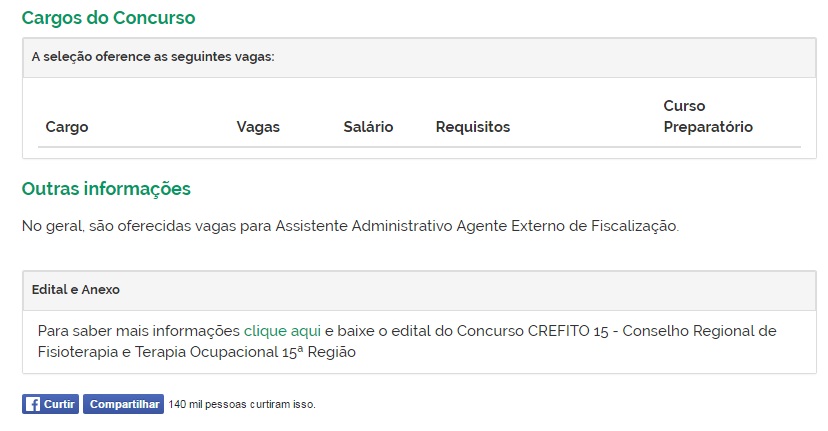 Cargos do Concurso
A seleção oference as seguintes vagas:
Cargo Vagas Salário Requisitos Curso Preparatório
Outras informações
No geral, são oferecidas vagas para Assistente Administrativo Agente Externo de Fiscalização.
Edital e Anexo
Para saber mais informações clique aqui e baixe o edital do Concurso CREFITO 15 - Conselho Regional de
Fisioterapia e Terapia Ocupacional 15ª Região
Curtir Compartilhar 140 mil pessoas curtiram isso.